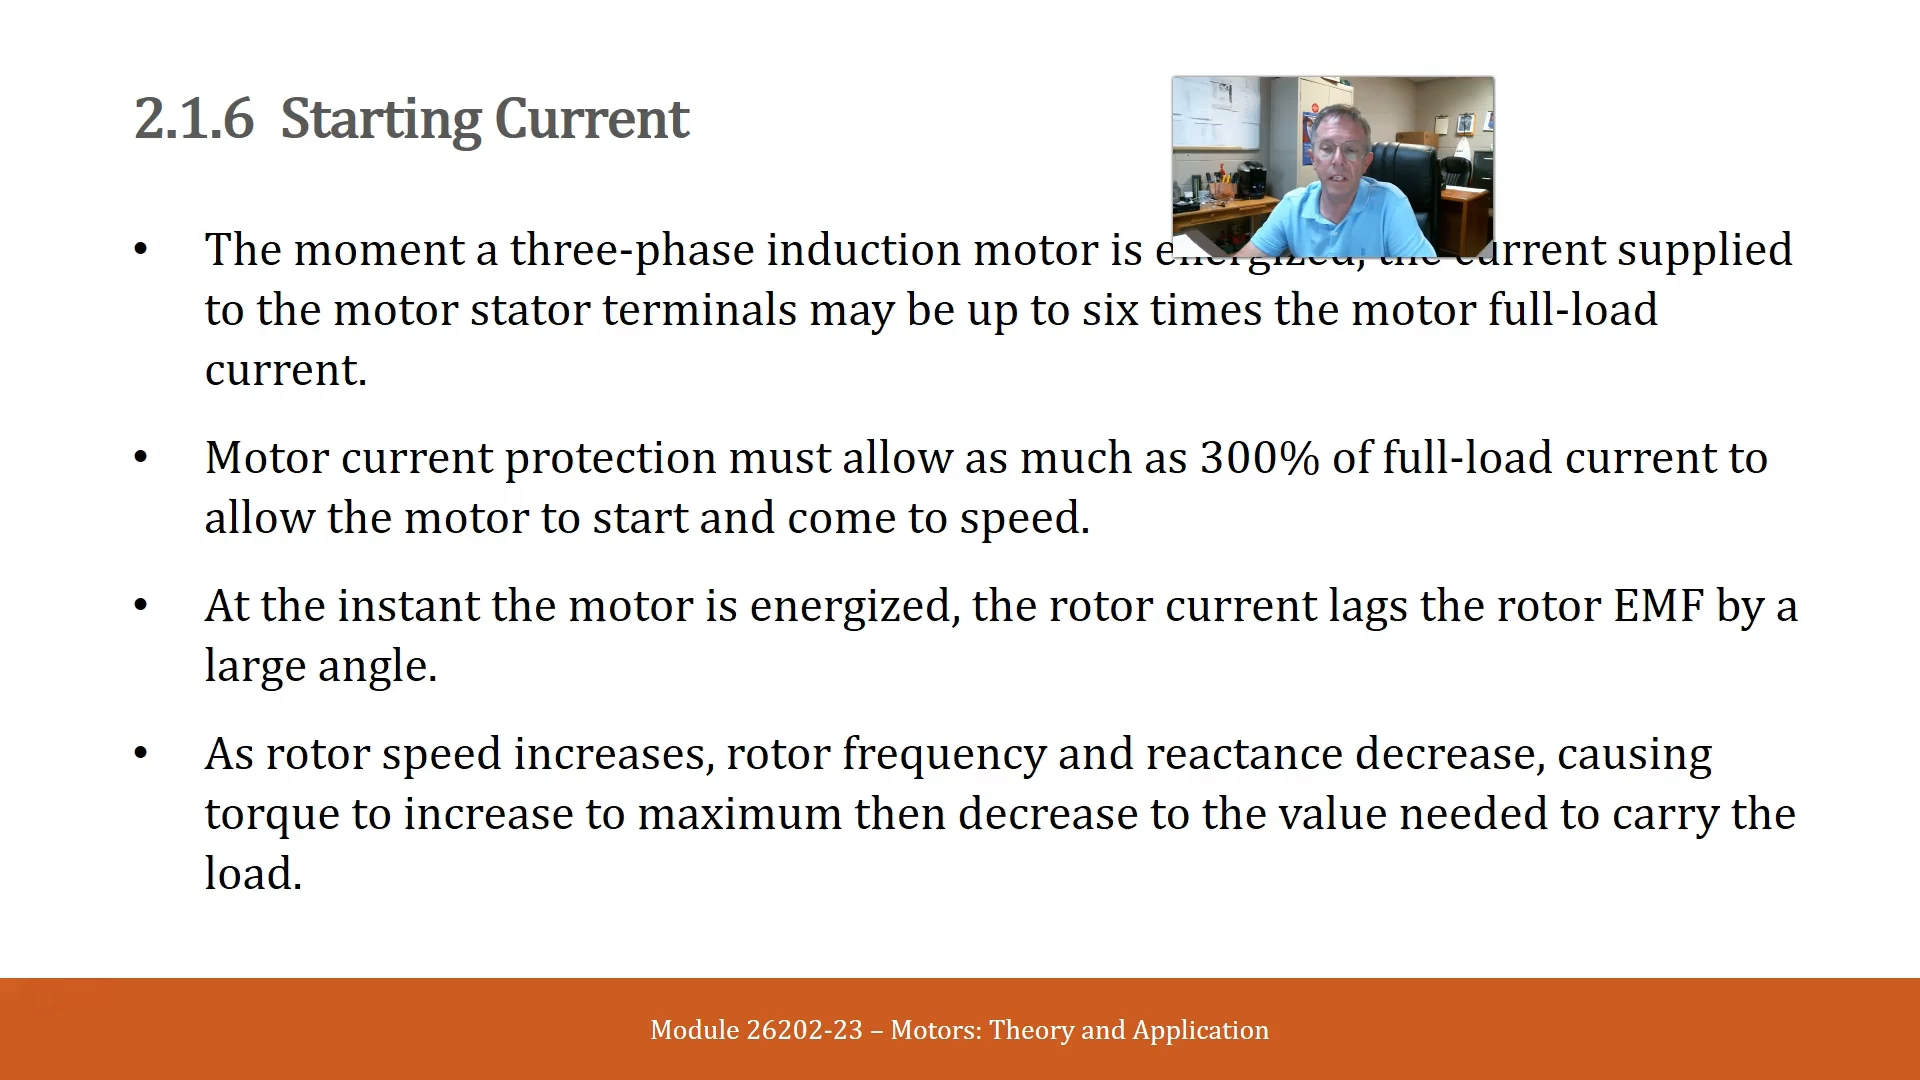 2.1.6 Starting Current
• The moment a three-phase induction motor is energized, the current supplied
to the motor stator terminals may be up to six times the motor full-load
current.
• Motor current protection must allow as much as 300% of full-load current to
allow the motor to start and come to speed.
• At the instant the motor is energized, the rotor current lags the rotor EMF by a
large angle.
• As rotor speed increases, rotor frequency and reactance decrease, causing
torque to increase to maximum then decrease to the value needed to carry the
load.
Module 26202-23 – Motors: Theory and Application